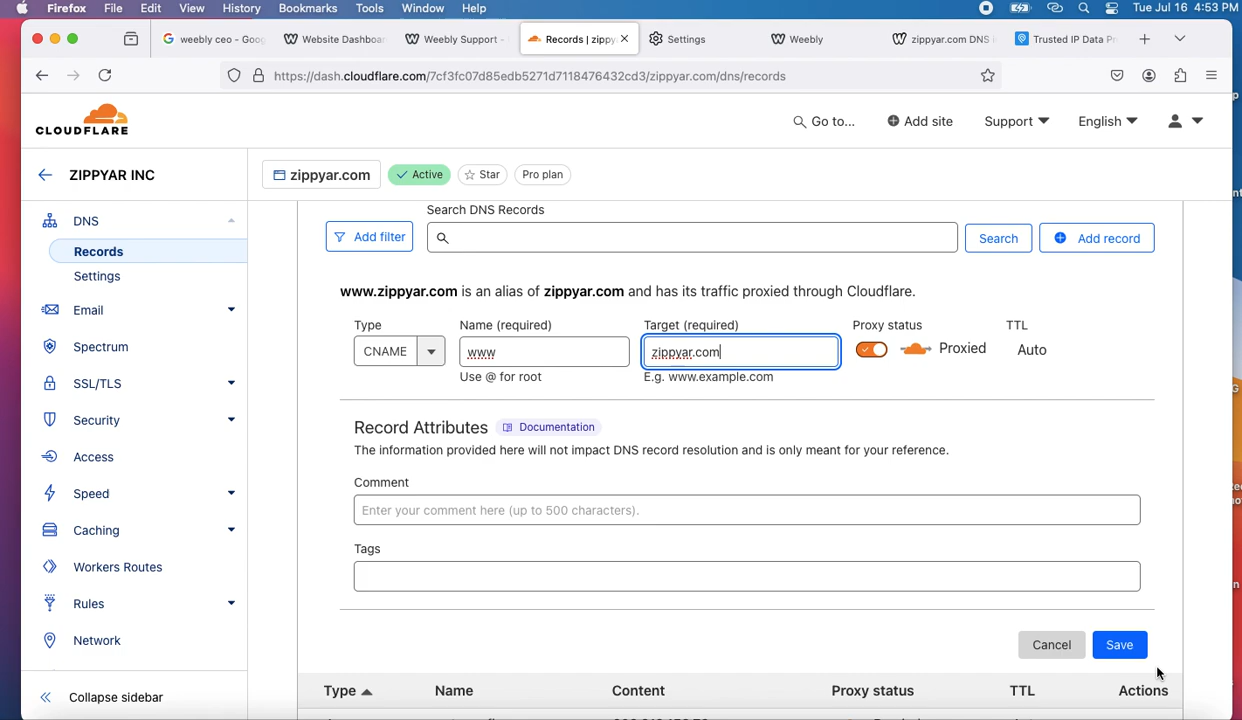 Firefox File Edit View History Bookmarks Tools Window Help Tue Jul 16 4:53 PM
weebly ceo - Goog Website Dashboar Weebly Support - Records | zippy Settings Weebly zippyar.com DNS Trusted IP Data Pr
https://dash.cloudflare.com/7cf3fc07d85edb5271d7118476432cd3/zippyar.com/dns/records
CLOUDFLARE Go to... Add site Support English
ZIPPYAR INC zippyar.com Active Star Pro plan
DNS
Records
Settings
Email
Spectrum
SSL/TLS
Security
Access
Speed
Caching
Workers Routes
Rules
Network
Collapse sidebar
Search DNS Records
Add filter Search Add record
www.zippyar.com is an alias of zippyar.com and has its traffic proxied through Cloudflare.
Type Name (required) Target (required) Proxy status TTL
CNAME www zippyar.com Proxied Auto
Use @ for root E.g. www.example.com
Record Attributes Documentation
The information provided here will not impact DNS record resolution and is only meant for your reference.
Comment
Enter your comment here (up to 500 characters).
Tags
Cancel Save
Type Name Content Proxy status TTL Actions